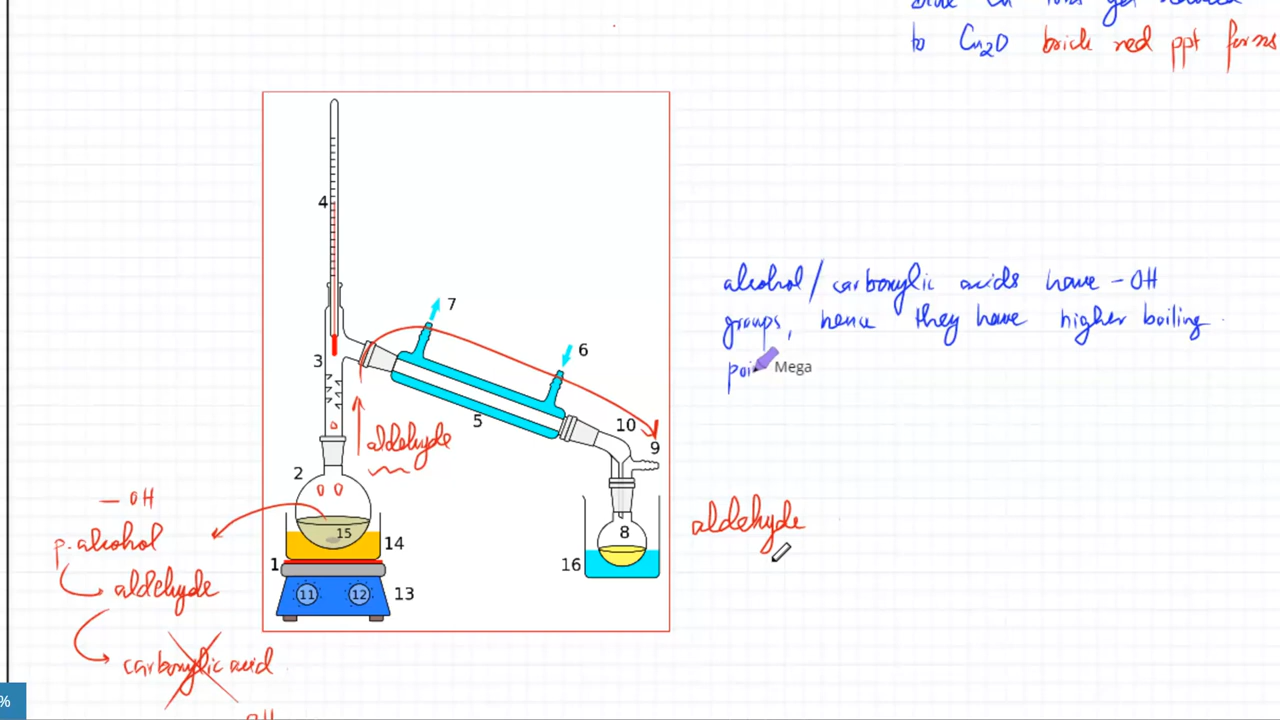 to Cu2O brick red ppt forms
4
7
6
3
5
10
9
alcohol/carboxylic acids have -OH
groups, hence they have higher boiling
poi
Mega
aldehyde
2
- OH
p.alcohol
aldehyde
carboxylic acid
15
14
1
11
12
13
8
16
aldehyde
%